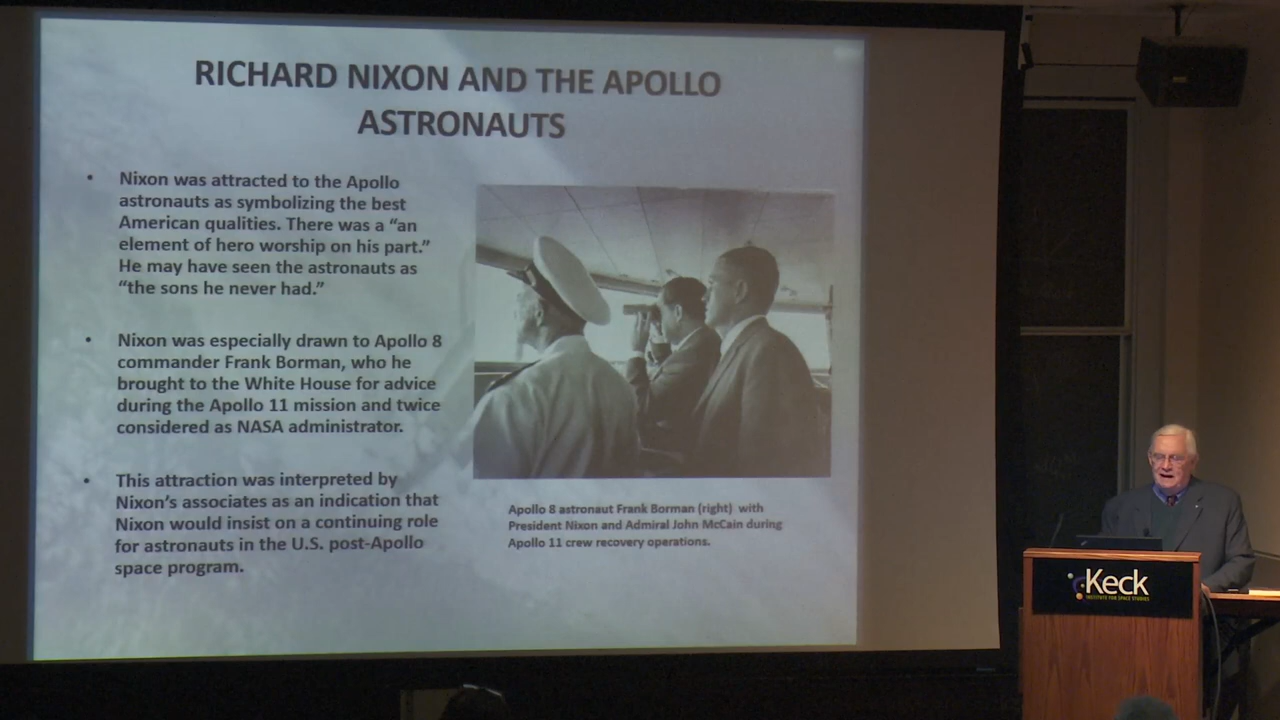 RICHARD NIXON AND THE APOLLO
ASTRONAUTS
• Nixon was attracted to the Apollo
astronauts as symbolizing the best
American qualities. There was a “an
element of hero worship on his part.”
He may have seen the astronauts as
“the sons he never had.”
• Nixon was especially drawn to Apollo 8
commander Frank Borman, who he
brought to the White House for advice
during the Apollo 11 mission and twice
considered as NASA administrator.
• This attraction was interpreted by
Nixon’s associates as an indication that
Nixon would insist on a continuing role
for astronauts in the U.S. post-Apollo
space program.
Apollo 8 astronaut Frank Borman (right) with
President Nixon and Admiral John McCain during
Apollo 11 crew recovery operations.
Keck
INSTITUTE FOR SPACE STUDIES